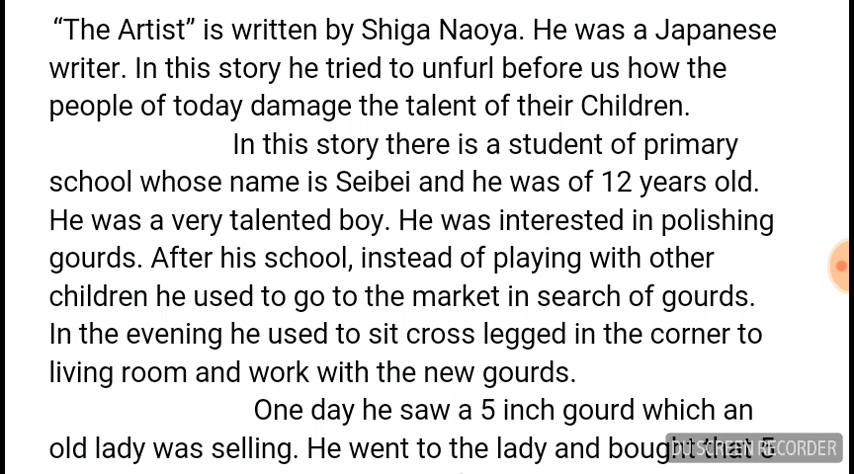 “The Artist” is written by Shiga Naoya. He was a Japanese
writer. In this story he tried to unfurl before us how the
people of today damage the talent of their Children.
In this story there is a student of primary
school whose name is Seibei and he was of 12 years old.
He was a very talented boy. He was interested in polishing
gourds. After his school, instead of playing with other
children he used to go to the market in search of gourds.
In the evening he used to sit cross legged in the corner to
living room and work with the new gourds.
One day he saw a 5 inch gourd which an
old lady was selling. He went to the lady and bought that 5
DU SCREEN RECORDER